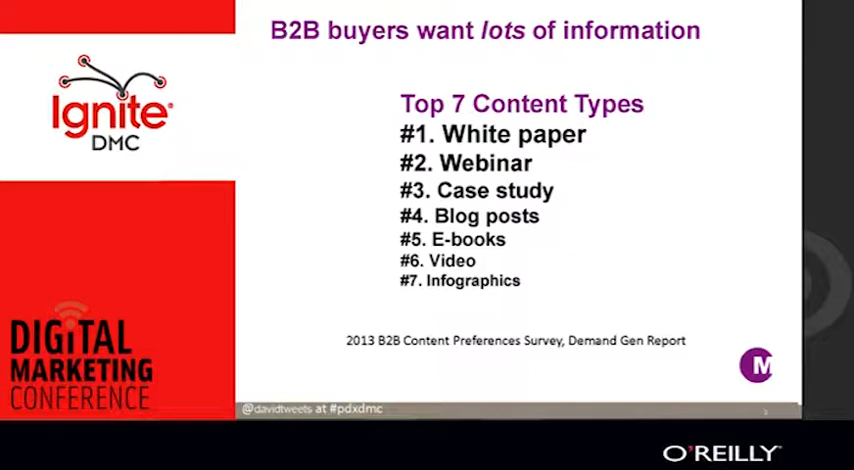 B2B buyers want lots of information
Ignite
DMC
Top 7 Content Types
#1. White paper
#2. Webinar
#3. Case study
#4. Blog posts
#5. E-books
#6. Video
#7. Infographics
2013 B2B Content Preferences Survey, Demand Gen Report
M
DIGITAL
MARKETING
CONFERENCE
@davidtweets at #pdxdmc
O'REILLY